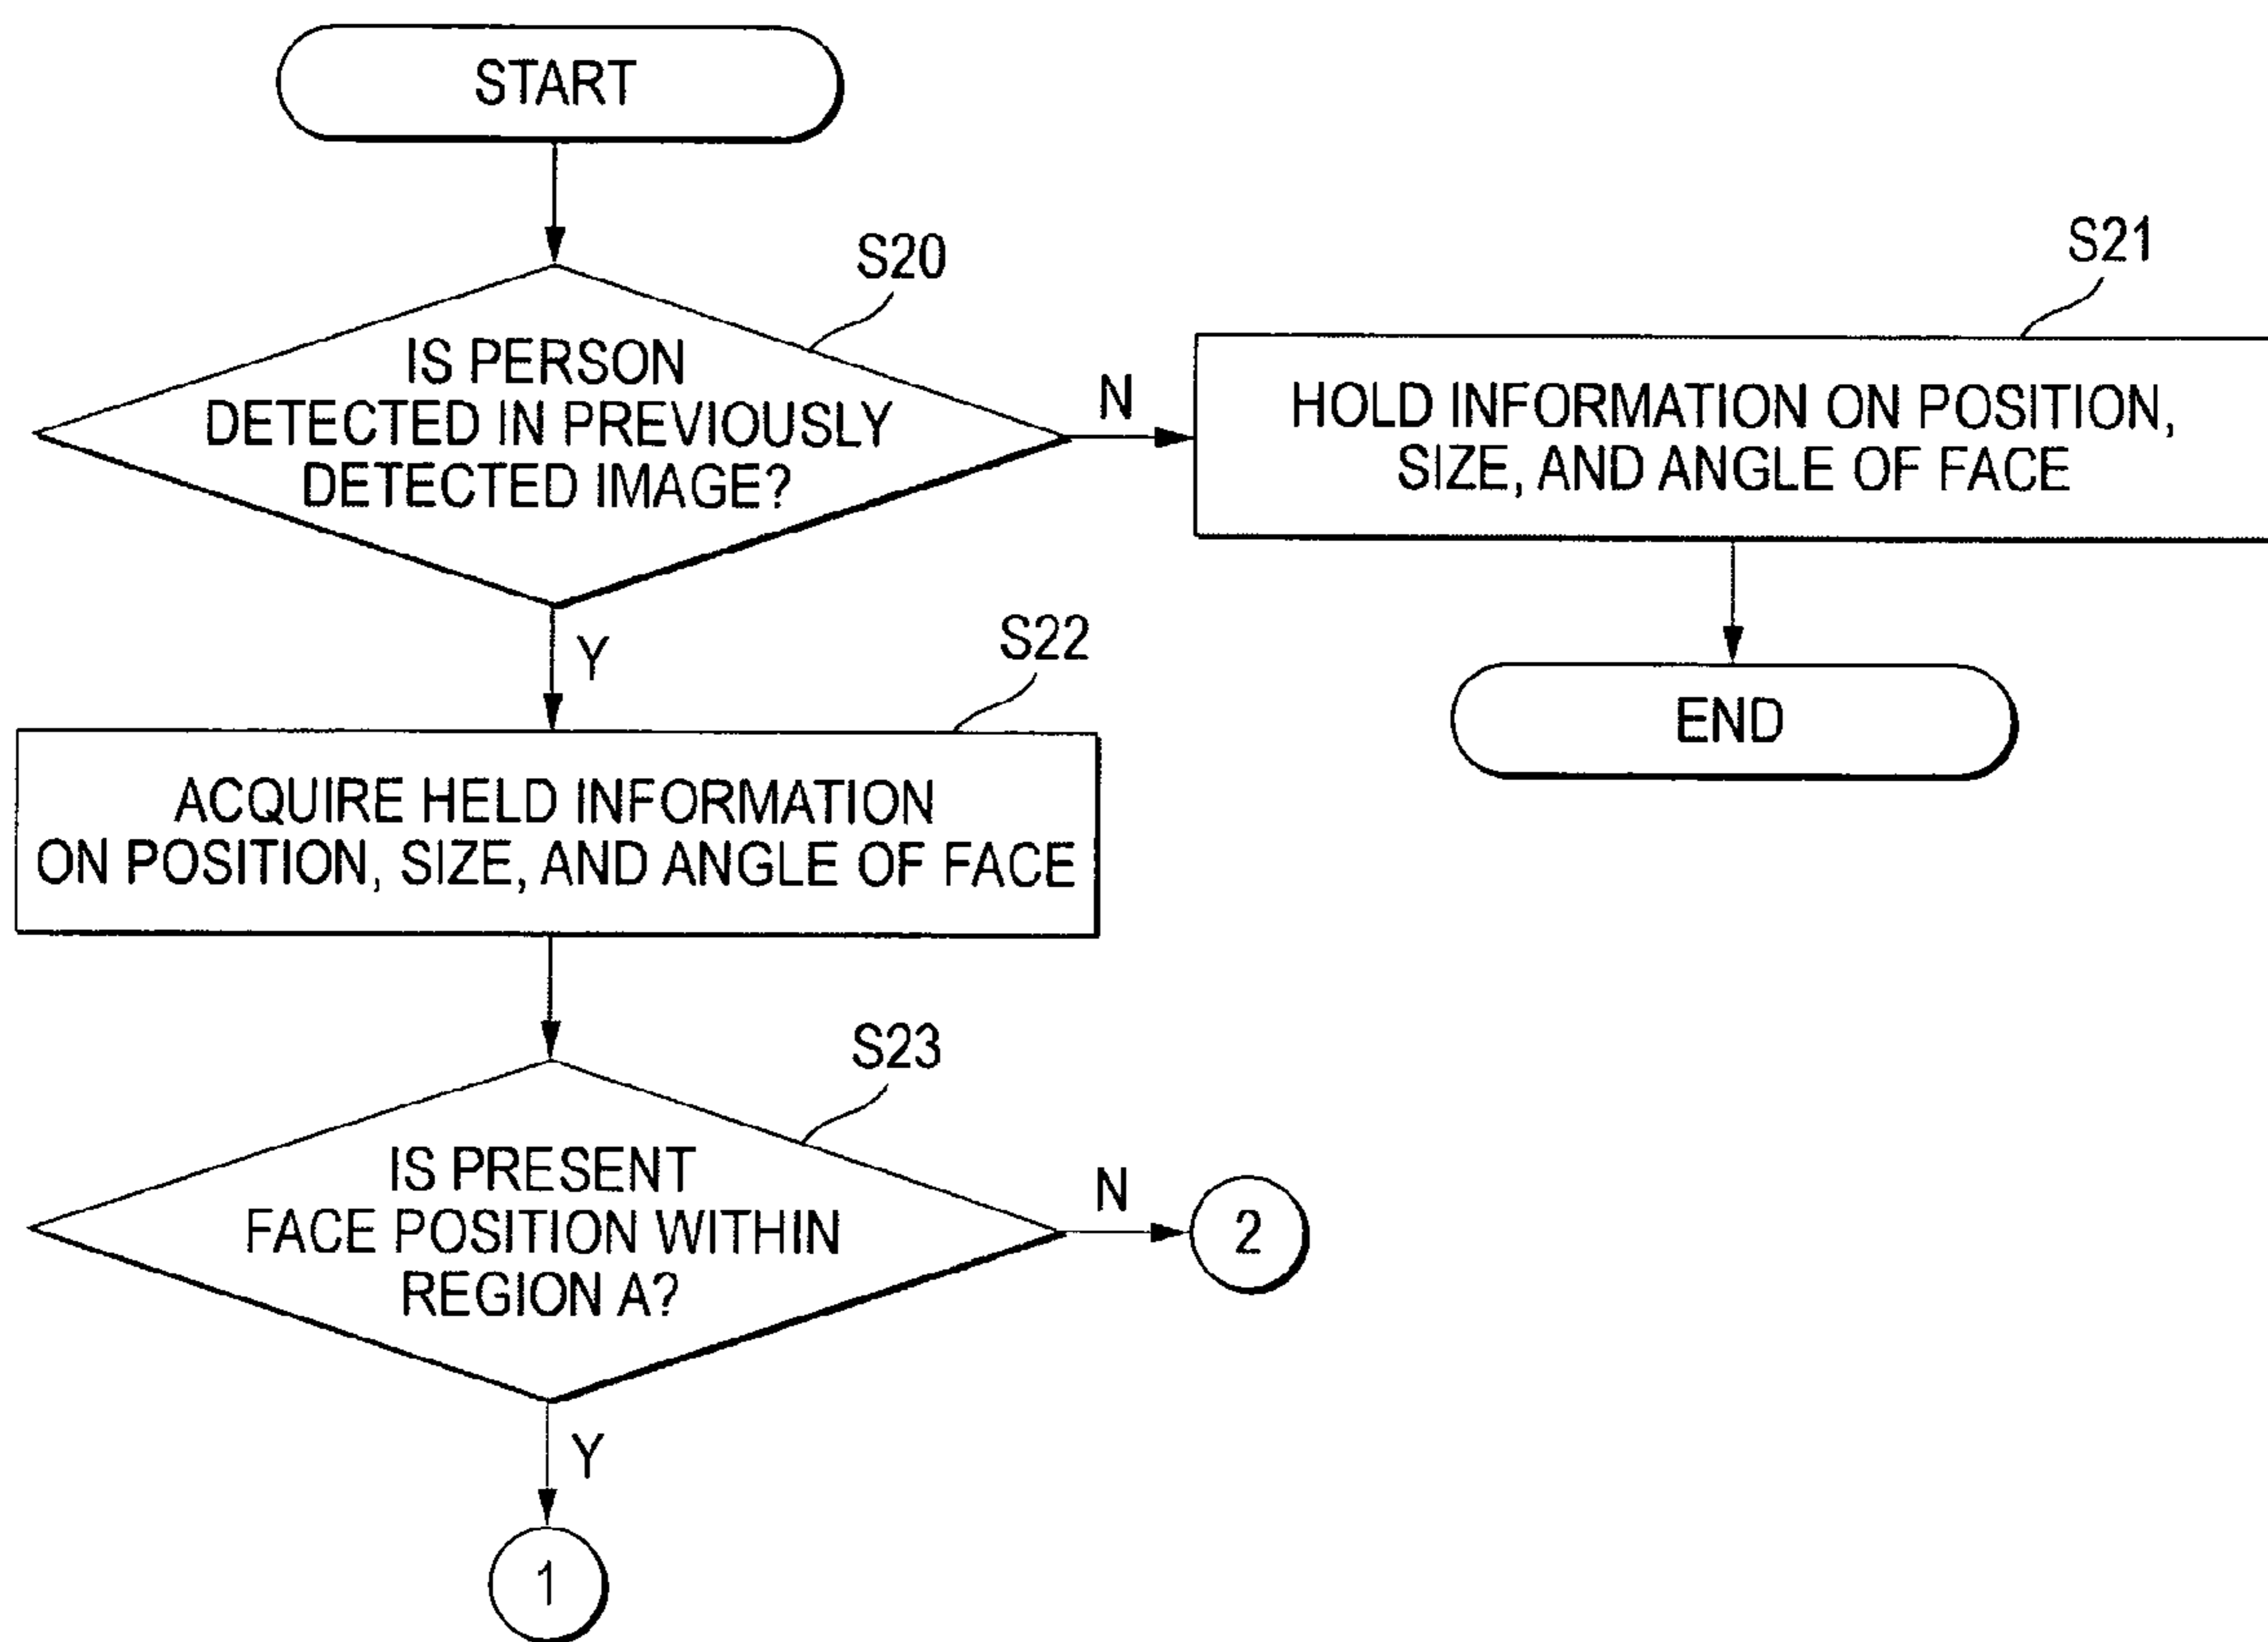 START
S20
IS PERSON
DETECTED IN PREVIOUSLY
DETECTED IMAGE?
N
S21
HOLD INFORMATION ON POSITION,
SIZE, AND ANGLE OF FACE
END
Y
S22
ACQUIRE HELD INFORMATION
ON POSITION, SIZE, AND ANGLE OF FACE
S23
IS PRESENT
FACE POSITION WITHIN
REGION A?
N
2
Y
1